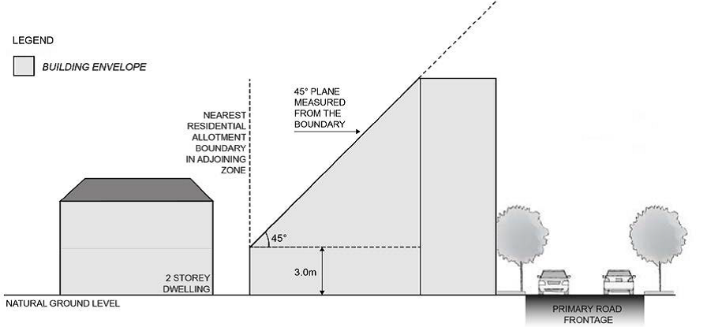 LEGEND
BUILDING ENVELOPE
45° PLANE
MEASURED
FROM THE
BOUNDARY
NEAREST
RESIDENTIAL
ALLOTMENT
BOUNDARY
IN ADJOINING
ZONE
45°
3.0m
2 STOREY
DWELLING
NATURAL GROUND LEVEL
PRIMARY ROAD
FRONTAGE